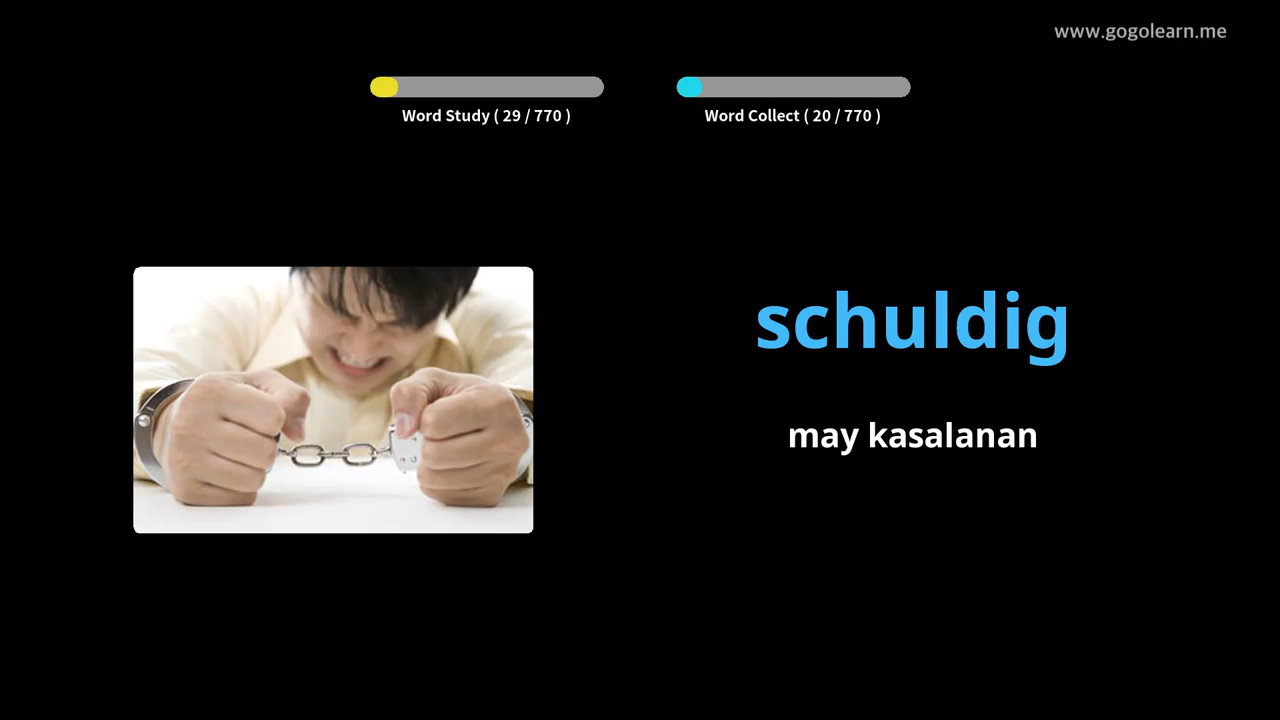 www.gogolearn.me
Word Study ( 29 / 770 )
Word Collect ( 20 / 770 )
schuldig
may kasalanan